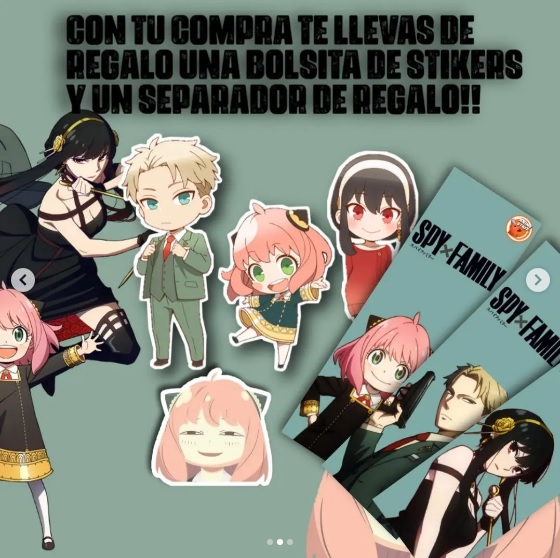 CON TU COMPRA TE LLEVAS DE
REGALO UNA BOLSITA DE STIKERS
Y UN SEPARADOR DE REGALO!!
SPY×FAMILY
SPY×FAMILY